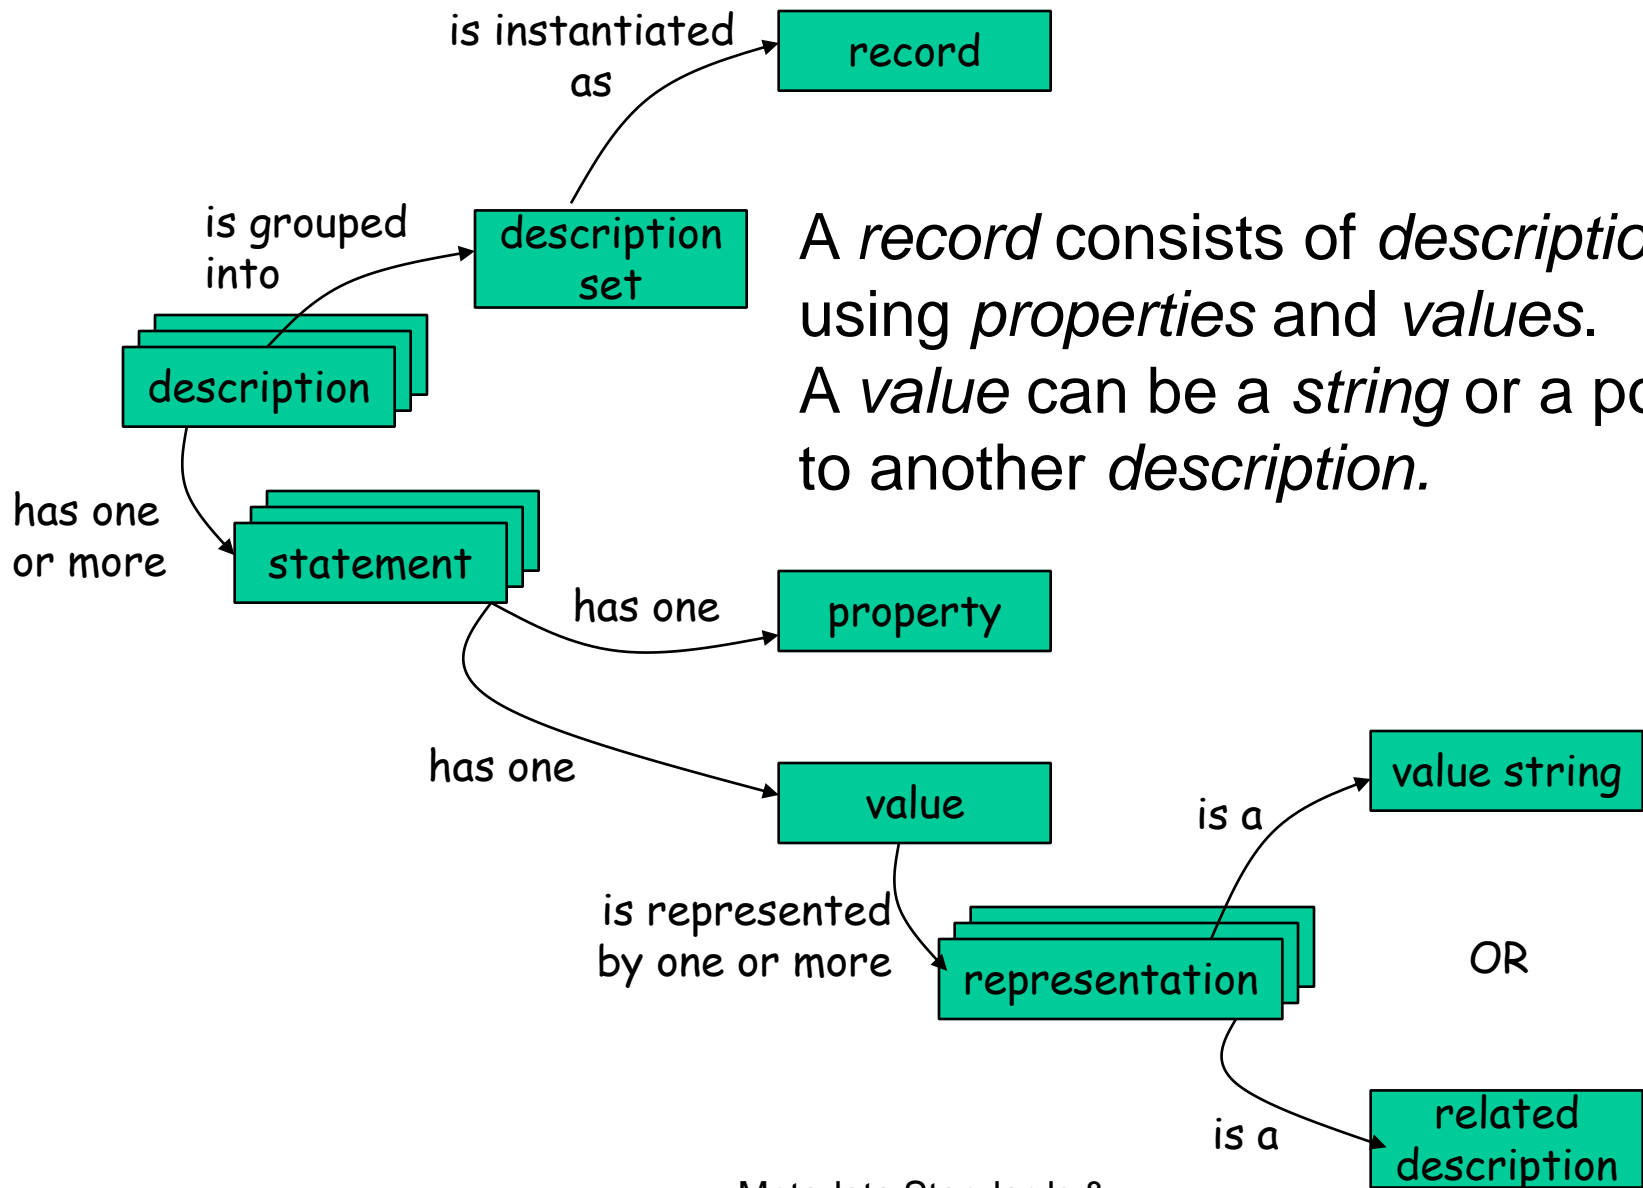 is instantiated
as
record
is grouped
into
description
set
A record consists of
using properties and values.
A value can be a string or a
to another description.
description
has one
or more
statement
has one
property
has one
value
is a
value string
is represented
by one or more
representation
OR
is a
related
description